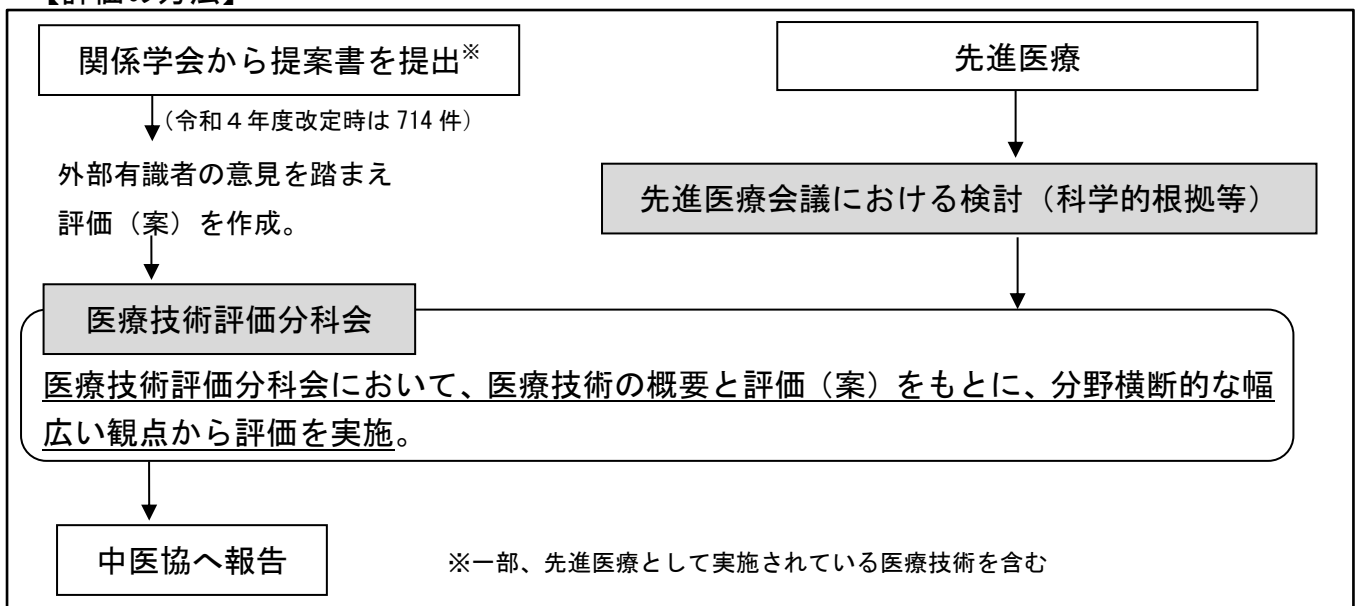 【評価の方法】
関係学会から提案書を提出※
(令和4年度改定時は714件)
外部有識者の意見を踏まえ
評価(案)を作成。
先進医療
先進医療会議における検討(科学的根拠等)
医療技術評価分科会
医療技術評価分科会において、医療技術の概要と評価(案)をもとに、分野横断的な幅
広い観点から評価を実施。
中医協へ報告
※一部、先進医療として実施されている医療技術を含む